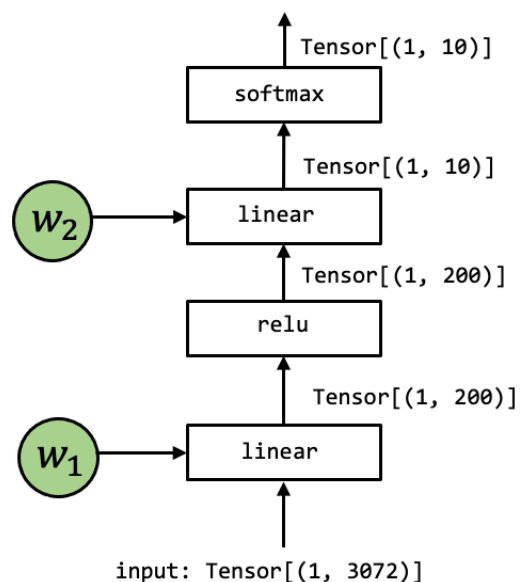 Tensor[(1, 10)]
softmax
Tensor[(1, 10)]
w₂
linear
Tensor[(1, 200)]
relu
Tensor[(1, 200)]
w₁
linear
input: Tensor[(1, 3072)]